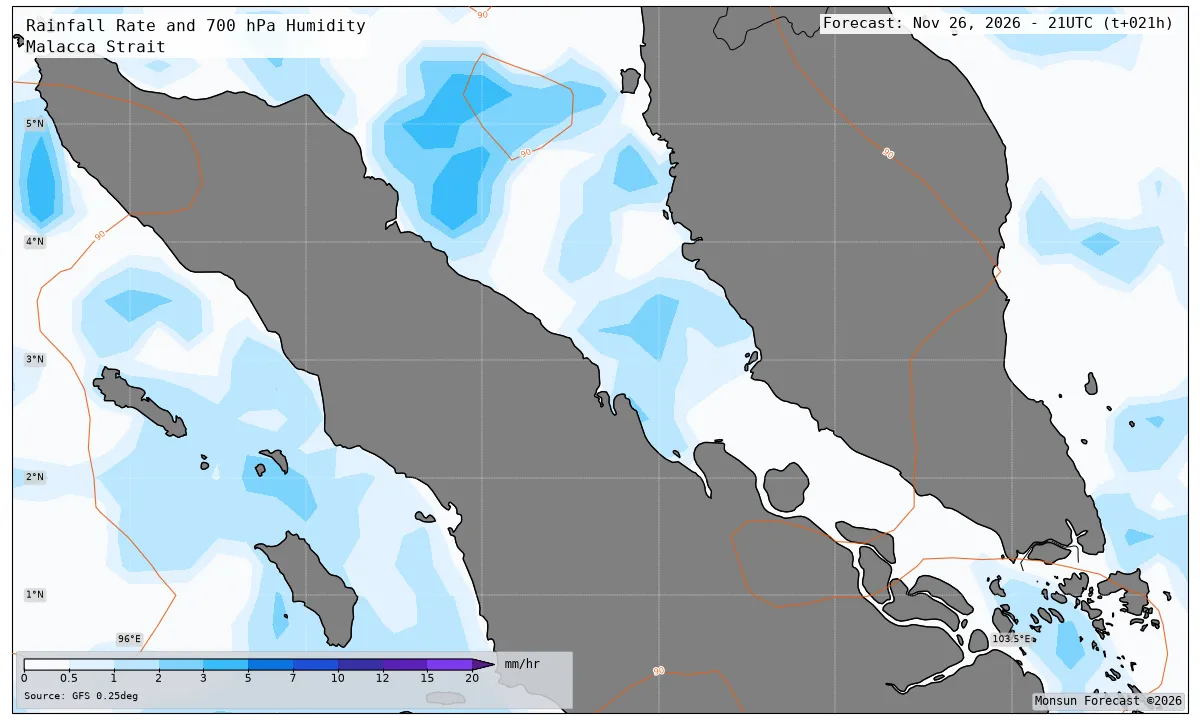 Rainfall Rate and 700 hPa Humidity
Malacca Strait
Forecast: Nov 26, 2026 - 21UTC (t+021h)
90
5°N
90
90
4°N
90
3°N
2°N
1°N
96°E
103.5°E
90
mm/hr
0 0.5 1 2 3 5 7 10 12 15 20
Source: GFS 0.25deg
Monsun Forecast ©2026